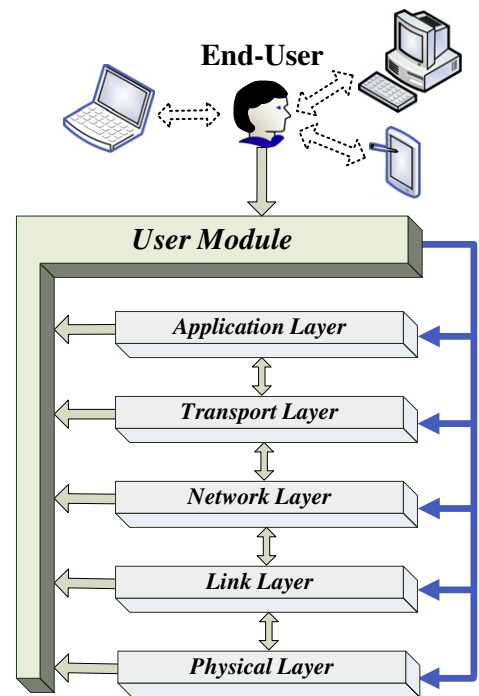 End-User
User Module
Application Layer
Transport Layer
Network Layer
Link Layer
Physical Layer